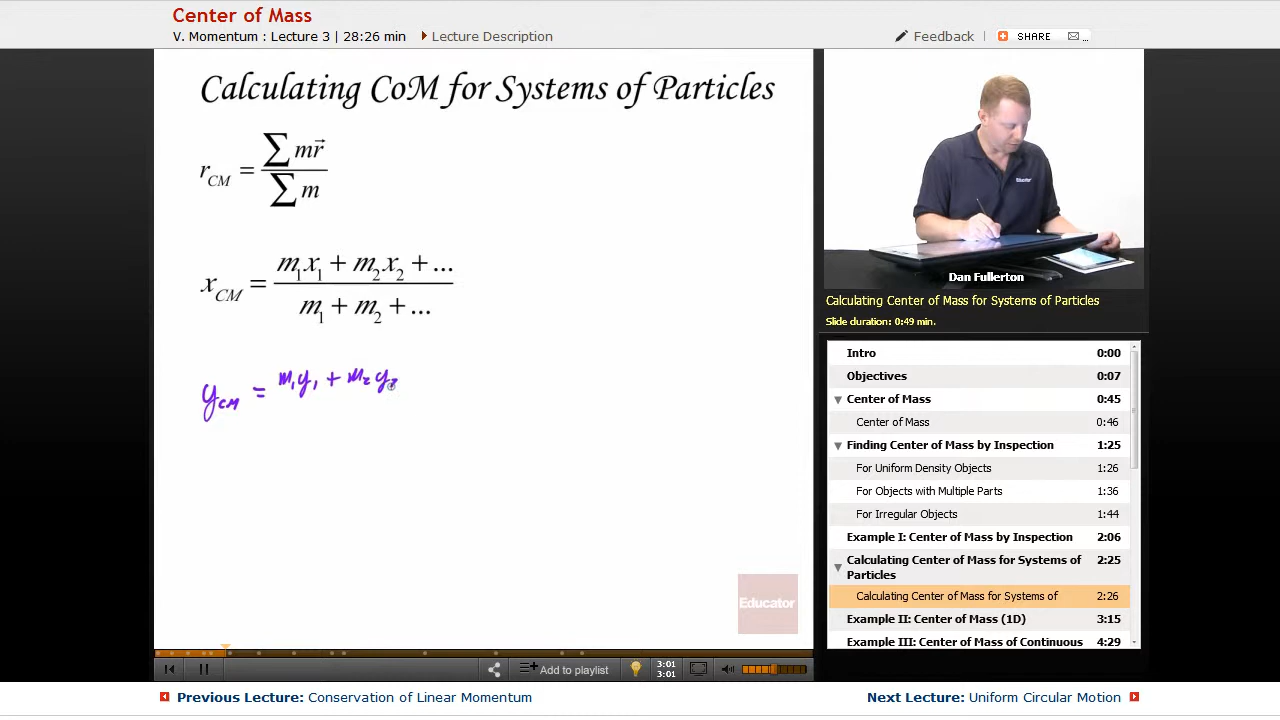 Center of Mass
V. Momentum : Lecture 3 | 28:26 min Lecture Description
Feedback
SHARE
Calculating CoM for Systems of Particles
r_CM = ∑ m r⃗ / ∑ m
x_CM = m₁x₁ + m₂x₂ + ... / m₁ + m₂ + ...
y_CM = m₁y₁ + m₂y₂
Educator
Educator
Dan Fullerton
Calculating Center of Mass for Systems of Particles
Slide duration: 0:49 min.
Intro 0:00
Objectives 0:07
Center of Mass 0:45
Center of Mass 0:46
Finding Center of Mass by Inspection 1:25
For Uniform Density Objects 1:26
For Objects with Multiple Parts 1:36
For Irregular Objects 1:44
Example I: Center of Mass by Inspection 2:06
Calculating Center of Mass for Systems of 2:25
Particles
Calculating Center of Mass for Systems of 2:26
Example II: Center of Mass (1D) 3:15
Example III: Center of Mass of Continuous 4:29
Add to playlist
3:01
3:01
Previous Lecture: Conservation of Linear Momentum
Next Lecture: Uniform Circular Motion